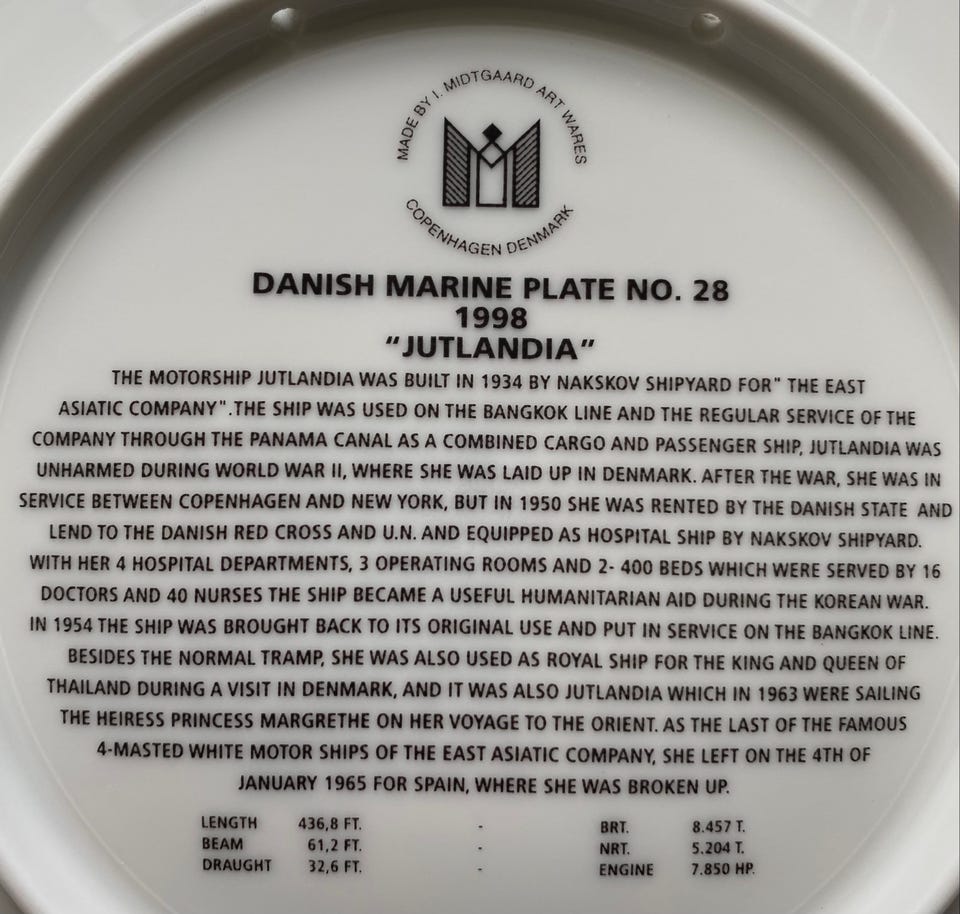 MADE BY I. MIDTGAARD ART WARES
COPENHAGEN DENMARK
DANISH MARINE PLATE NO. 28
1998
"JUTLANDIA"
THE MOTORSHIP JUTLANDIA WAS BUILT IN 1934 BY NAKSKOV SHIPYARD FOR" THE EAST
ASIATIC COMPANY".THE SHIP WAS USED ON THE BANGKOK LINE AND THE REGULAR SERVICE OF THE
COMPANY THROUGH THE PANAMA CANAL AS A COMBINED CARGO AND PASSENGER SHIP, JUTLANDIA WAS
UNHARMED DURING WORLD WAR II, WHERE SHE WAS LAID UP IN DENMARK. AFTER THE WAR, SHE WAS IN
SERVICE BETWEEN COPENHAGEN AND NEW YORK, BUT IN 1950 SHE WAS RENTED BY THE DANISH STATE AND
LEND TO THE DANISH RED CROSS AND U.N. AND EQUIPPED AS HOSPITAL SHIP BY NAKSKOV SHIPYARD.
WITH HER 4 HOSPITAL DEPARTMENTS, 3 OPERATING ROOMS AND 2- 400 BEDS WHICH WERE SERVED BY 16
DOCTORS AND 40 NURSES THE SHIP BECAME A USEFUL HUMANITARIAN AID DURING THE KOREAN WAR.
IN 1954 THE SHIP WAS BROUGHT BACK TO ITS ORIGINAL USE AND PUT IN SERVICE ON THE BANGKOK LINE.
BESIDES THE NORMAL TRAMP, SHE WAS ALSO USED AS ROYAL SHIP FOR THE KING AND QUEEN OF
THAILAND DURING A VISIT IN DENMARK, AND IT WAS ALSO JUTLANDIA WHICH IN 1963 WERE SAILING
THE HEIRESS PRINCESS MARGRETHE ON HER VOYAGE TO THE ORIENT. AS THE LAST OF THE FAMOUS
4-MASTED WHITE MOTOR SHIPS OF THE EAST ASIATIC COMPANY, SHE LEFT ON THE 4TH OF
JANUARY 1965 FOR SPAIN, WHERE SHE WAS BROKEN UP.
LENGTH 436,8 FT. - BRT. 8.457 T.
BEAM 61,2 FT. - NRT. 5.204 T.
DRAUGHT 32,6 FT. - ENGINE 7.850 HP.